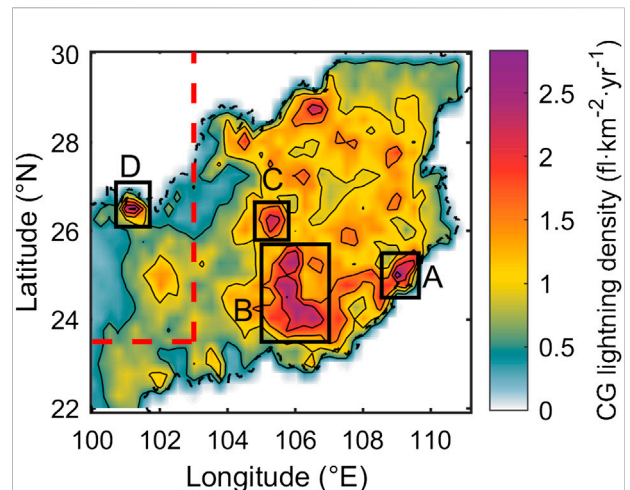 30
28
26
24
22
Latitude (°N)
D
C
B
A
100 102 104 106 108 110
Longitude (°E)
2.5
2
1.5
1
0.5
0
CG lightning density (fl·km⁻²·yr⁻¹)